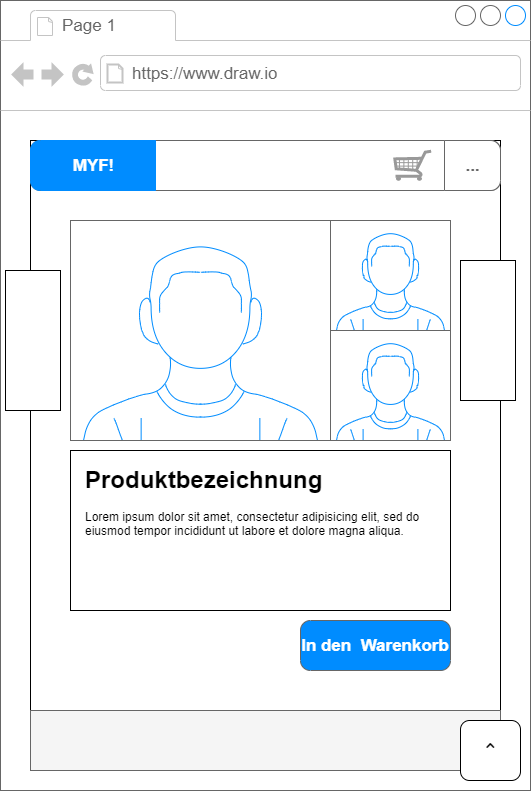 Page 1
https://www.draw.io
MYF!
...
Produktbezeichnung
Lorem ipsum dolor sit amet, consectetur adipisicing elit, sed do
eiusmod tempor incididunt ut labore et dolore magna aliqua.
In den  Warenkorb
^